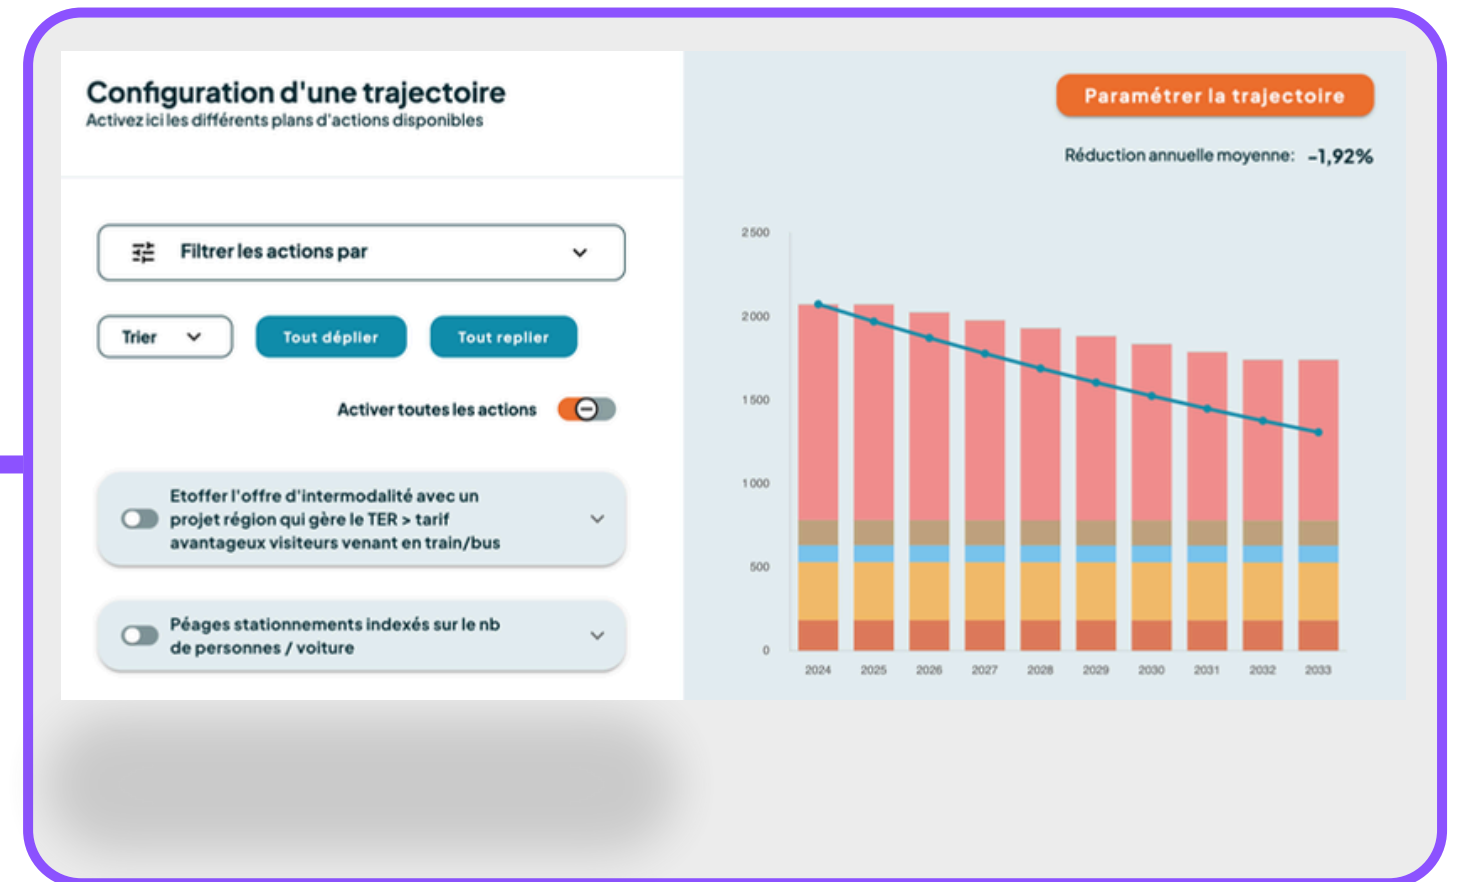 Configuration d'une trajectoire
Activez ici les différents plans d'actions disponibles
Filtrer les actions par
Trier
Tout déplier
Tout replier
Activer toutes les actions
Etoffer l'offre d'intermodalité avec un
projet région qui gère le TER > tarif
avantageux visiteurs venant en train/bus
Péages stationnements indexés sur le nb
de personnes / voiture
Paramétrer la trajectoire
Réduction annuelle moyenne: -1,92%
2 500
2 000
1 500
1 000
500
0
2024 2025 2026 2027 2028 2029 2030 2031 2032 2033